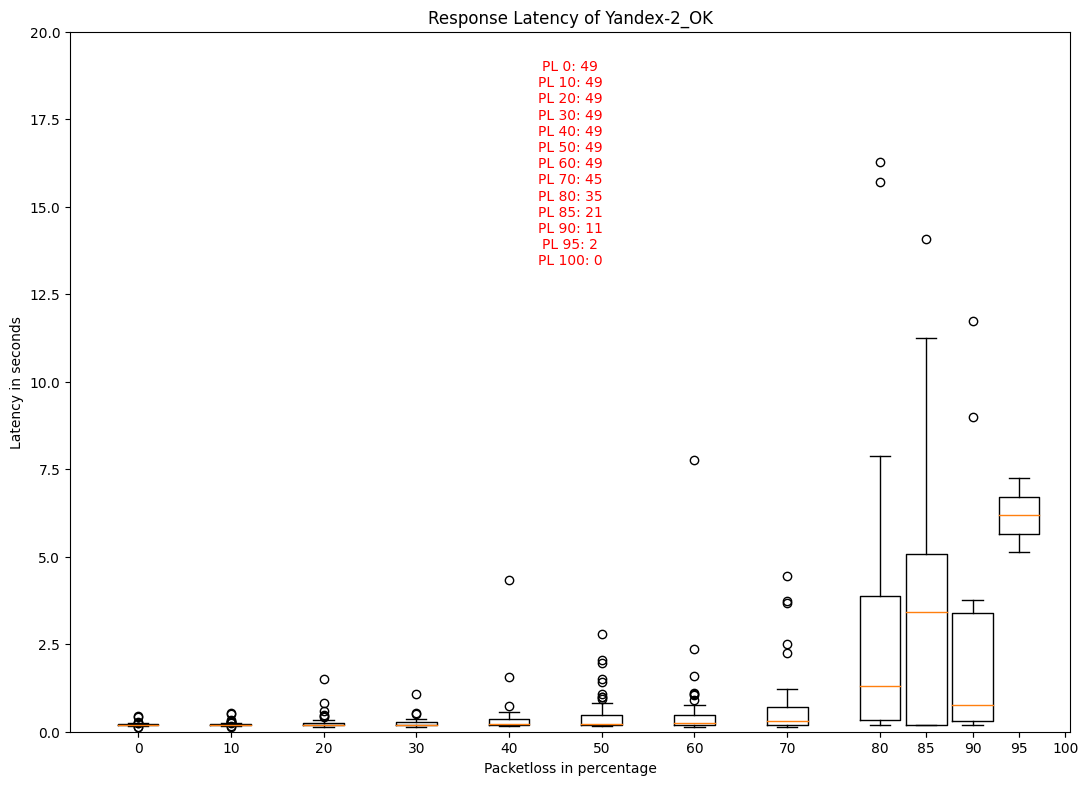 Response Latency of Yandex-2_OK
20.0
17.5
15.0
12.5
10.0
7.5
5.0
2.5
0.0
Latency in seconds
PL 0: 49
PL 10: 49
PL 20: 49
PL 30: 49
PL 40: 49
PL 50: 49
PL 60: 49
PL 70: 45
PL 80: 35
PL 85: 21
PL 90: 11
PL 95: 2
PL 100: 0
0 10 20 30 40 50 60 70 80 85 90 95 100
Packetloss in percentage